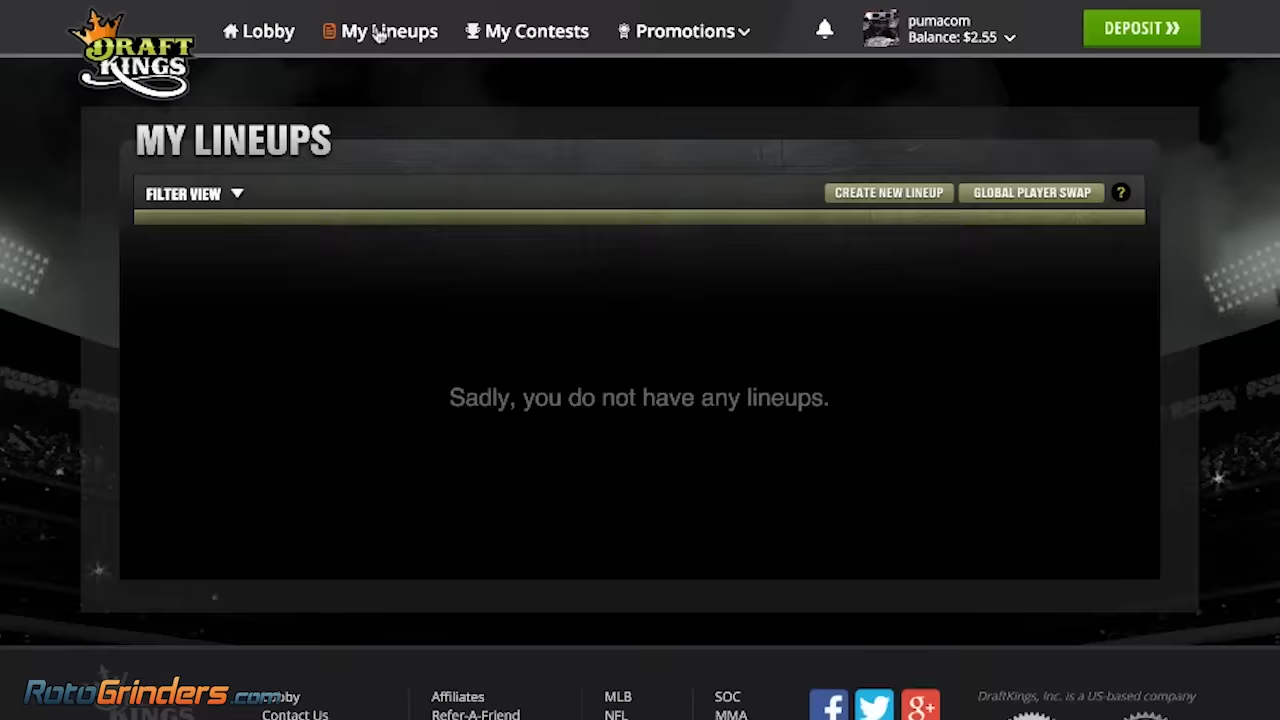 DRAFT
KINGS
Lobby
My Lineups
My Contests
Promotions
pumacom
Balance: $2.55
DEPOSIT
MY LINEUPS
FILTER VIEW
CREATE NEW LINEUP
GLOBAL PLAYER SWAP
?
Sadly, you do not have any lineups.
RotoGrinders.com
Contact Us
Affiliates
Refer-A-Friend
MLB
NFL
SOC
MMA
DraftKings, Inc. is a US-based company